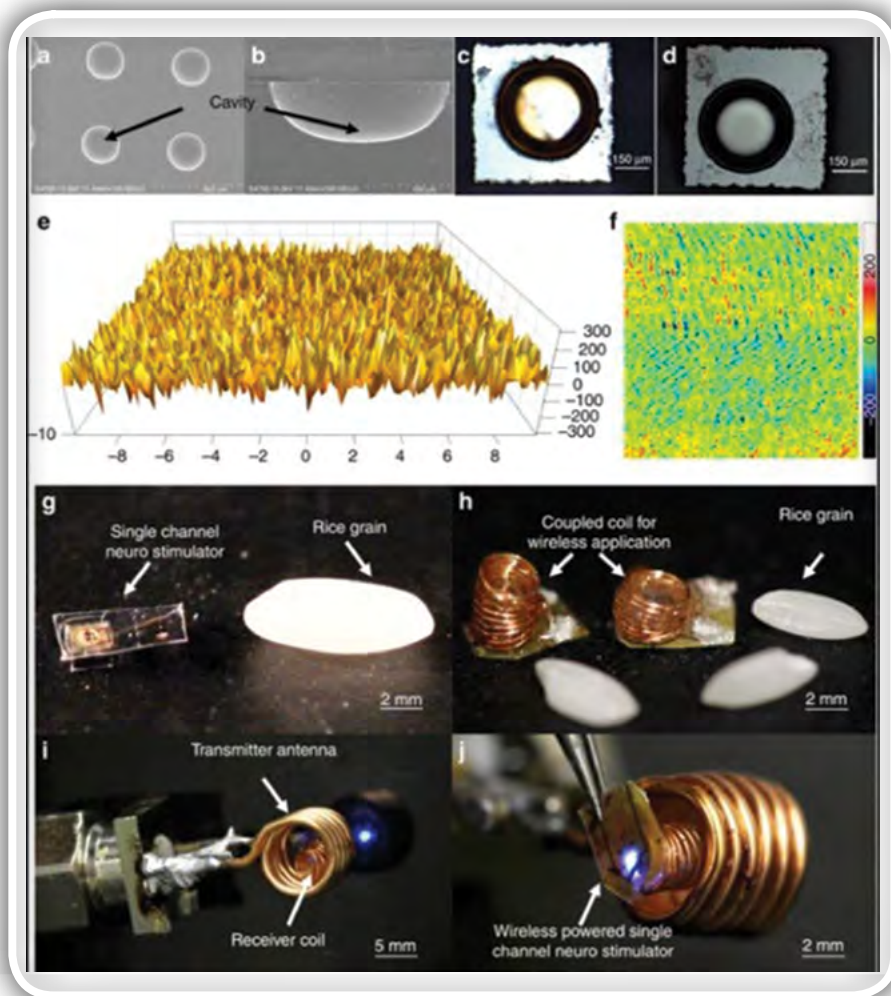 a
b
c
d
Cavity
150 μm
150 μm
e
f
300
200
100
0
−100
−200
−300
−10
−8
−6
−4
−2
0
2
4
6
8
200
0
−200
g
h
Single channel
neuro stimulator
Rice grain
Coupled coil for
wireless application
Rice grain
2 mm
2 mm
i
j
Transmitter antenna
Receiver coil
5 mm
Wireless powered single
channel neuro stimulator
2 mm